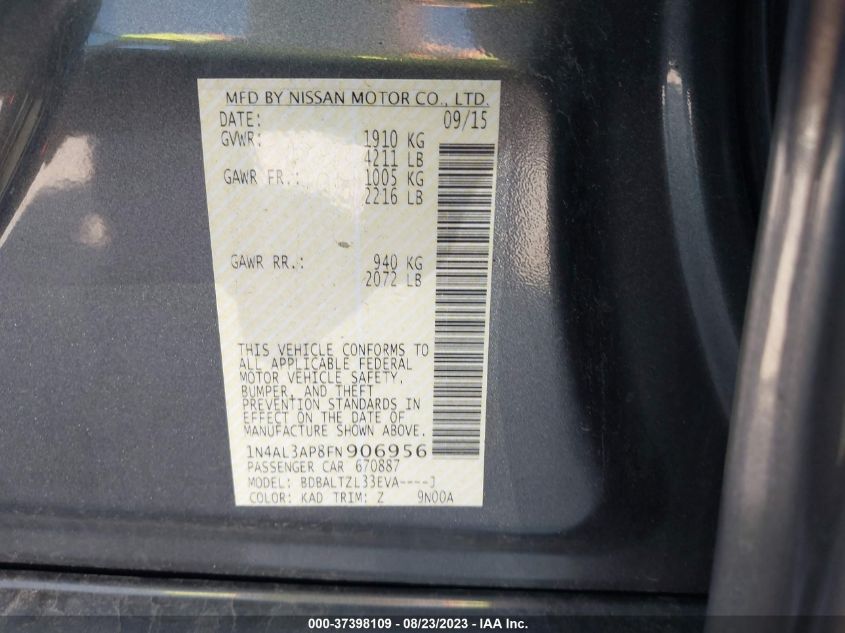 MFD BY NISSAN MOTOR CO., LTD.
DATE: 09/15
GVWR: 1910 KG
4211 LB
GAWR FR.: 1005 KG
2216 LB
GAWR RR.: 940 KG
2072 LB
THIS VEHICLE CONFORMS TO
ALL APPLICABLE FEDERAL
MOTOR VEHICLE SAFETY,
BUMPER, AND THEFT
PREVENTION STANDARDS IN
EFFECT ON THE DATE OF
MANUFACTURE SHOWN ABOVE.
1N4AL3AP8FN906956
PASSENGER CAR 670887
MODEL: BDBALTZL33EVA----J
COLOR: KAD TRIM: Z 9N00A
000-37398109 - 08/23/2023 - IAA Inc.